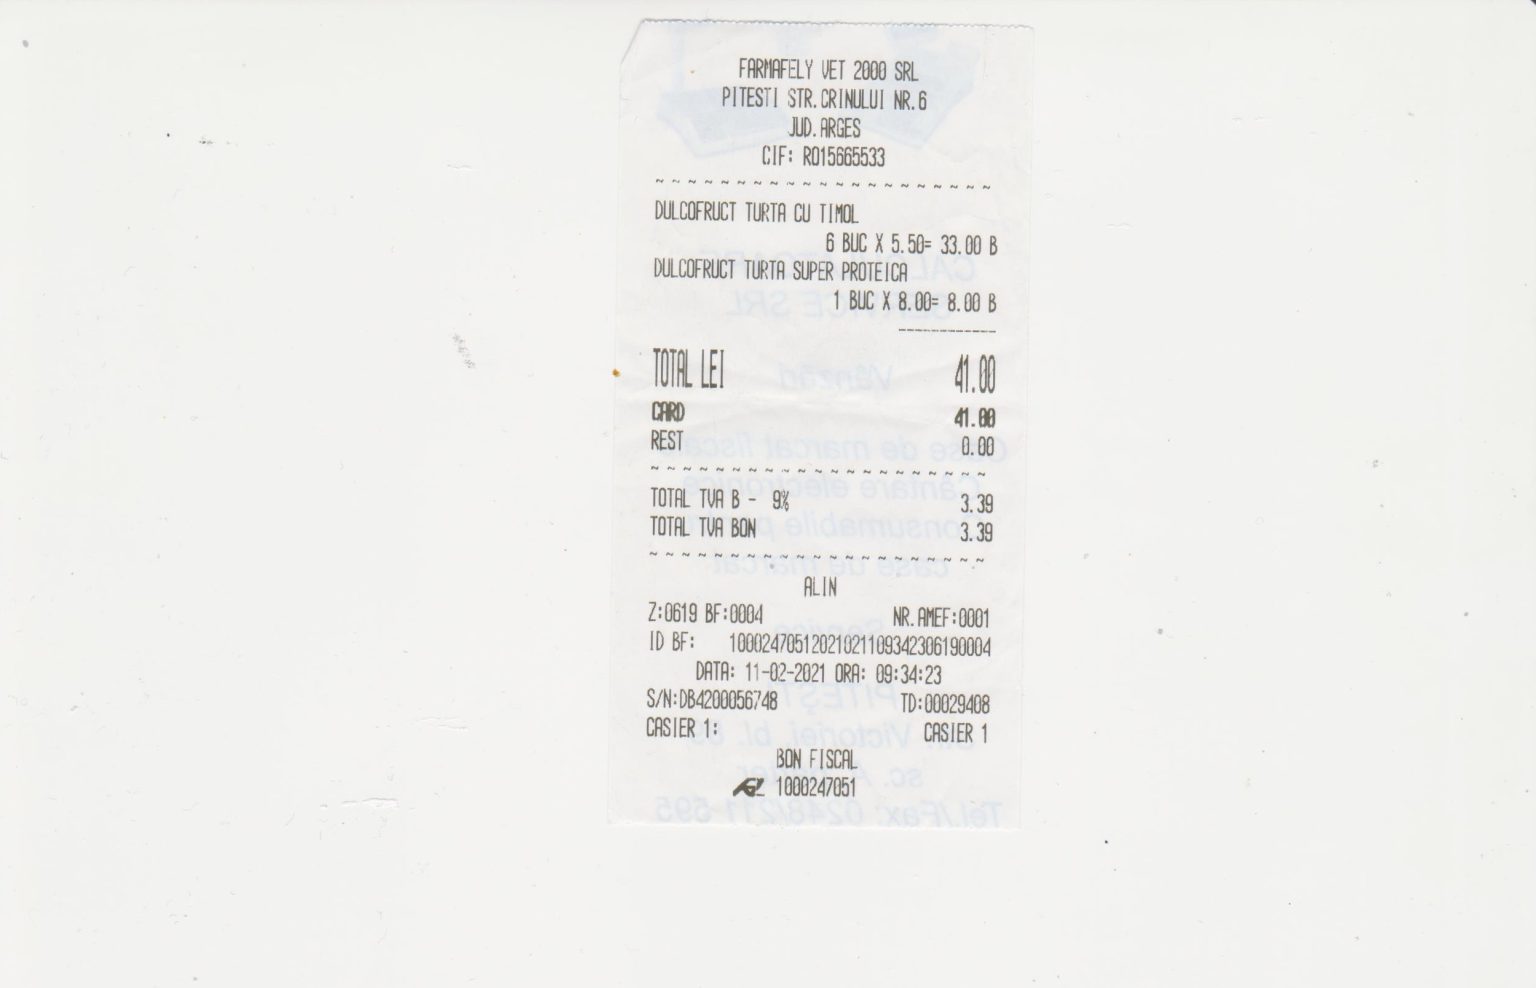 FARMAFELY VET 2000 SRL
PITESTI STR.CRINULUI NR.6
JUD.ARGES
CIF: RO15665533
~ ~ ~ ~ ~ ~ ~ ~ ~ ~ ~ ~ ~ ~ ~ ~ ~ ~ ~ ~ ~
DULCOFRUCT TURTA CU TIMOL
6 BUC X 5.50= 33.00 B
DULCOFRUCT TURTA SUPER PROTEICA
1 BUC X 8.00= 8.00 B
------------
TOTAL LEI 41.00
CARD 41.00
REST 0.00
~ ~ ~ ~ ~ ~ ~ ~ ~ ~ ~ ~ ~ ~ ~ ~ ~ ~ ~ ~ ~
TOTAL TVA B - 9% 3.39
TOTAL TVA BON 3.39
~ ~ ~ ~ ~ ~ ~ ~ ~ ~ ~ ~ ~ ~ ~ ~ ~ ~ ~ ~ ~
ALIN
Z:0619 BF:0004 NR.AMEF:0001
ID BF: 10002470512021021109342306190004
DATA: 11-02-2021 ORA: 09:34:23
S/N:DB4200056748 TD:00029408
CASIER 1: CASIER 1
BON FISCAL
1000247051